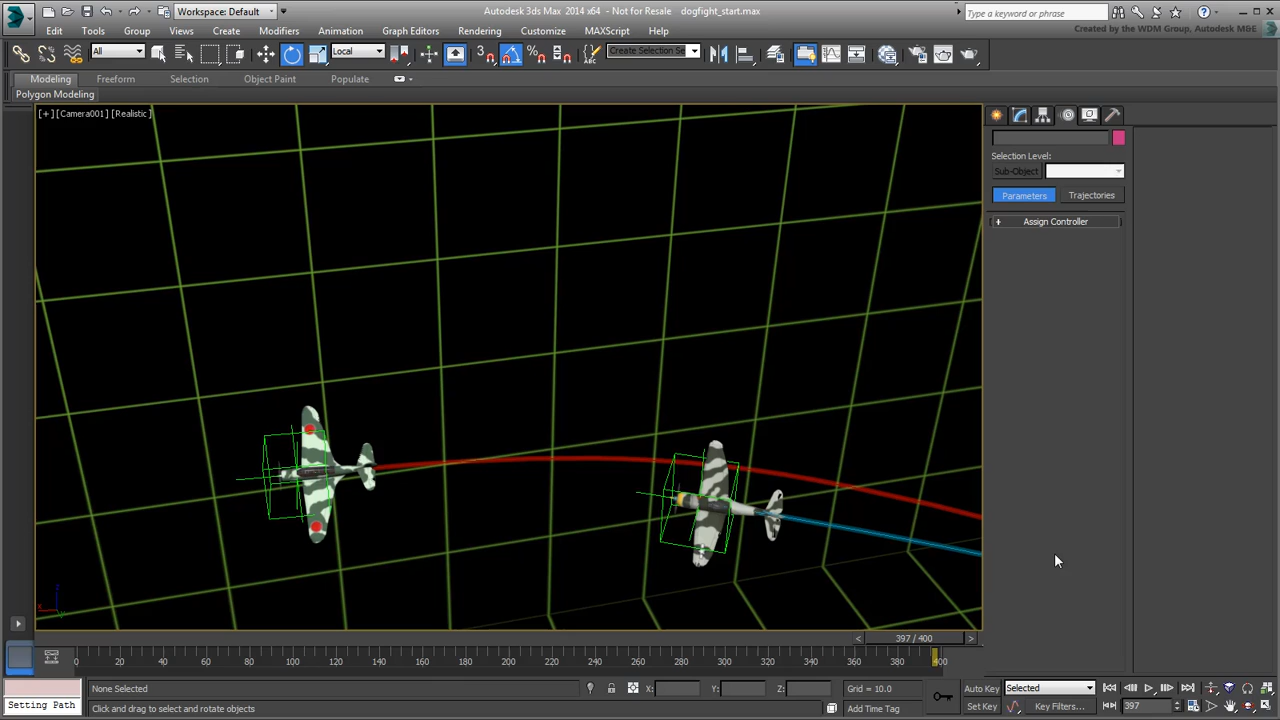 Workspace: Default
Autodesk 3ds Max 2014 x64 - Not for Resale dogfight_start.max
Type a keyword or phrase
Edit Tools Group Views Create Modifiers Animation Graph Editors Rendering Customize MAXScript Help
Created by the WDM Group, Autodesk M&E
All Local Create Selection Se
Modeling Freeform Selection Object Paint Populate
Polygon Modeling
[+] [Camera001] [Realistic]
Selection Level:
Sub-Object
Parameters Trajectories
+ Assign Controller
< 397 / 400 >
0 20 40 60 80 100 120 140 160 180 200 220 240 260 280 300 320 340 360 380 400
None Selected X: Y: Z: Grid = 10.0 Auto Key Selected
Setting Path Click and drag to select and rotate objects Add Time Tag Set Key Key Filters... 397